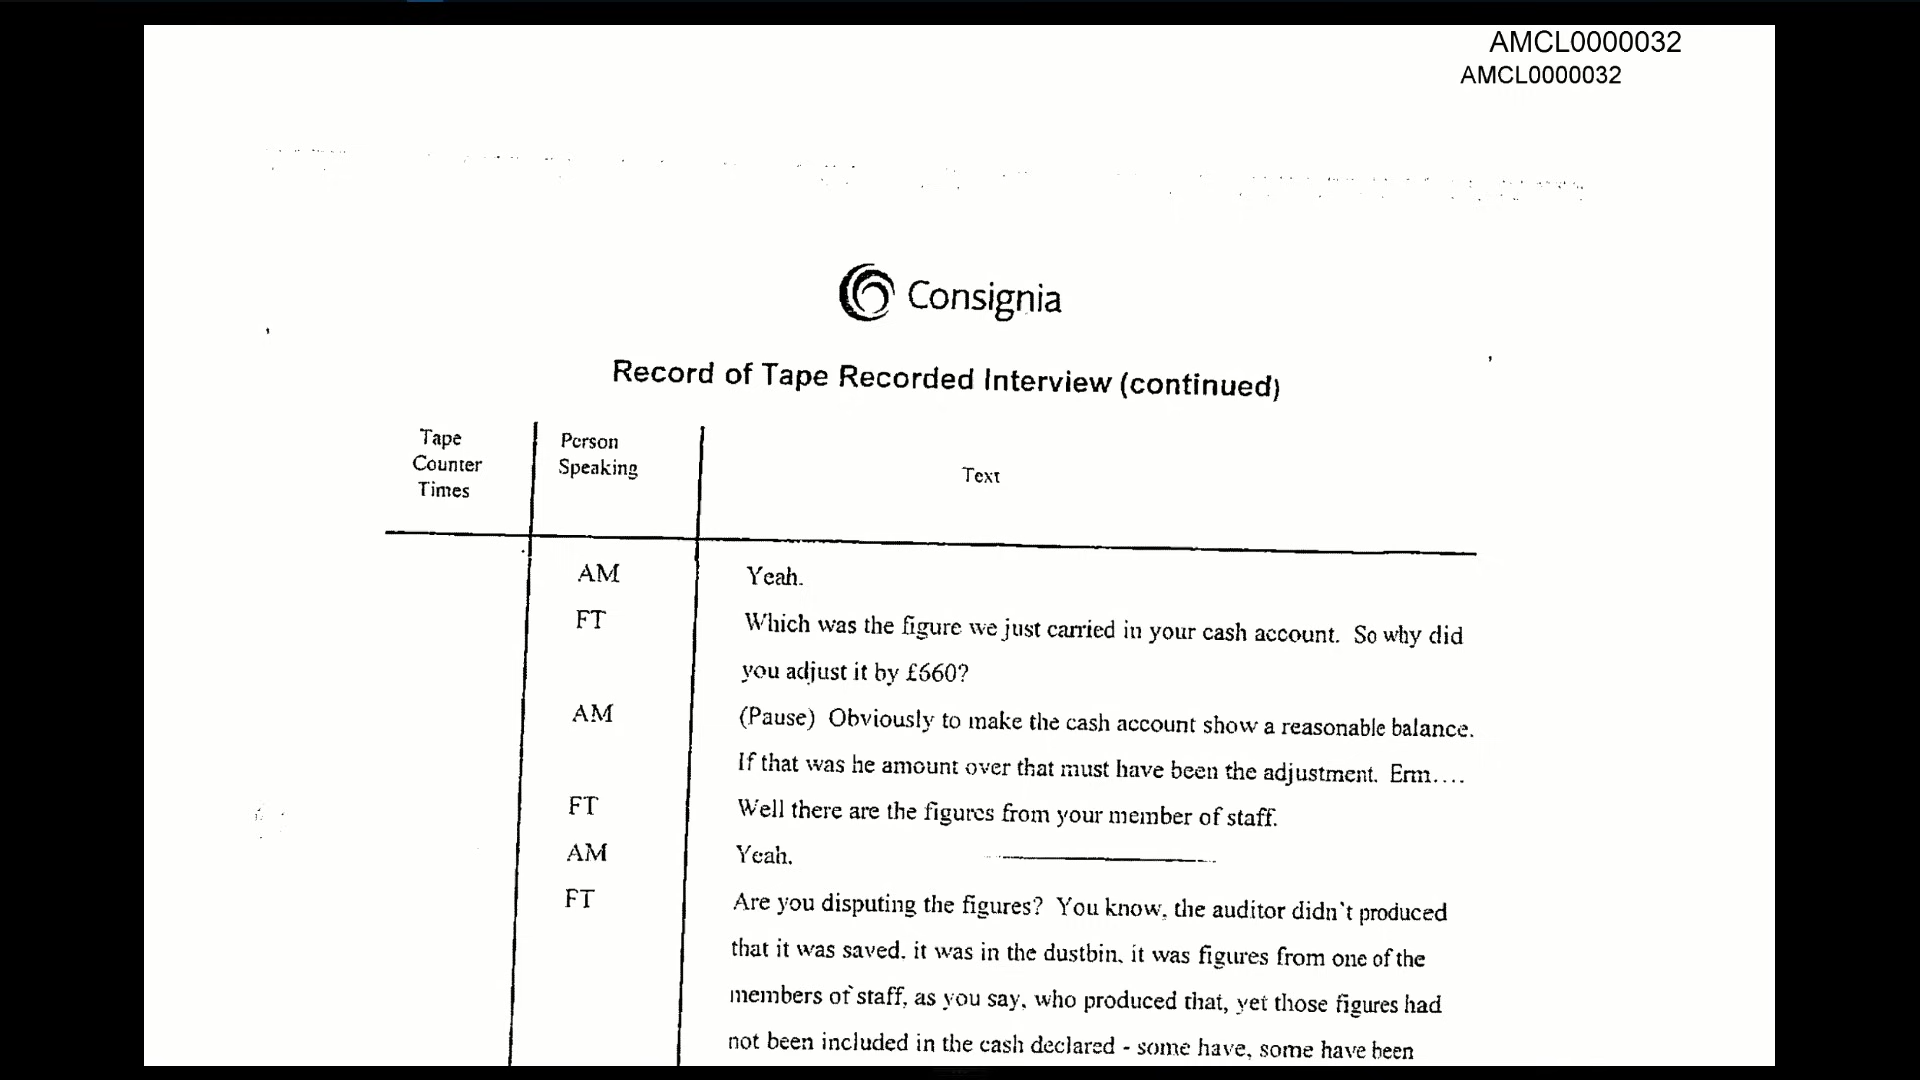 AMCL0000032
AMCL0000032
Consignia
Record of Tape Recorded Interview (continued)
Tape
Counter
Times
Person
Speaking
Text
AM Yeah.
FT Which was the figure we just carried in your cash account. So why did
you adjust it by £660?
AM (Pause) Obviously to make the cash account show a reasonable balance.
If that was he amount over that must have been the adjustment. Erm....
FT Well there are the figures from your member of staff.
AM Yeah.
FT Are you disputing the figures? You know, the auditor didn't produced
that it was saved. it was in the dustbin, it was figures from one of the
members of staff, as you say, who produced that, yet those figures had
not been included in the cash declared - some have, some have been